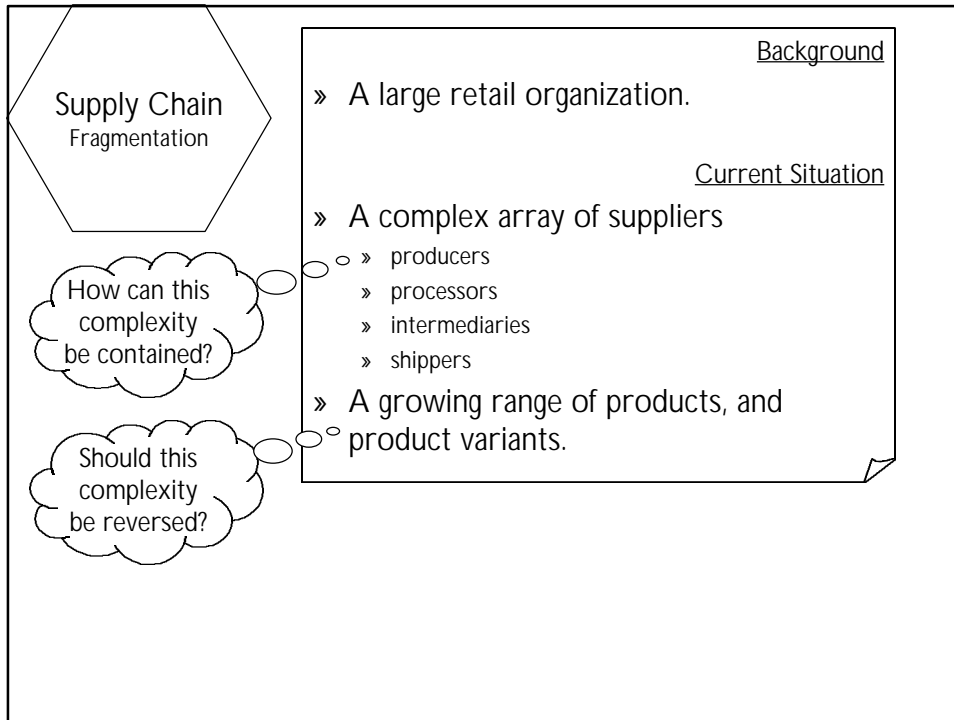 Supply Chain
Fragmentation
Background
» A large retail organization.
Current Situation
» A complex array of suppliers
» producers
» processors
» intermediaries
» shippers
» A growing range of products, and
product variants.
How can this
complexity
be contained?
Should this
complexity
be reversed?